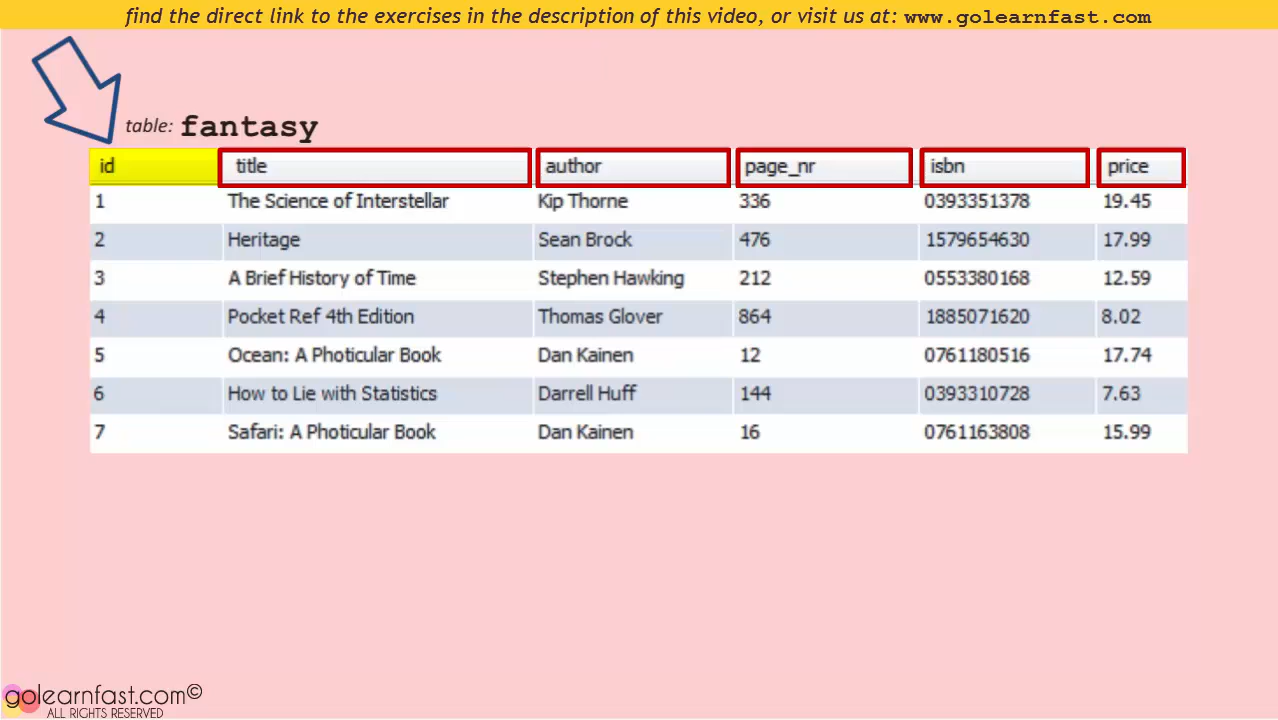 find the direct link to the exercises in the description of this video, or visit us at: www.golearnfast.com
table: fantasy
id title author page_nr isbn price
1 The Science of Interstellar Kip Thorne 336 0393351378 19.45
2 Heritage Sean Brock 476 1579654630 17.99
3 A Brief History of Time Stephen Hawking 212 0553380168 12.59
4 Pocket Ref 4th Edition Thomas Glover 864 1885071620 8.02
5 Ocean: A Photicular Book Dan Kainen 12 0761180516 17.74
6 How to Lie with Statistics Darrell Huff 144 0393310728 7.63
7 Safari: A Photicular Book Dan Kainen 16 0761163808 15.99
golearnfast.com©
ALL RIGHTS RESERVED